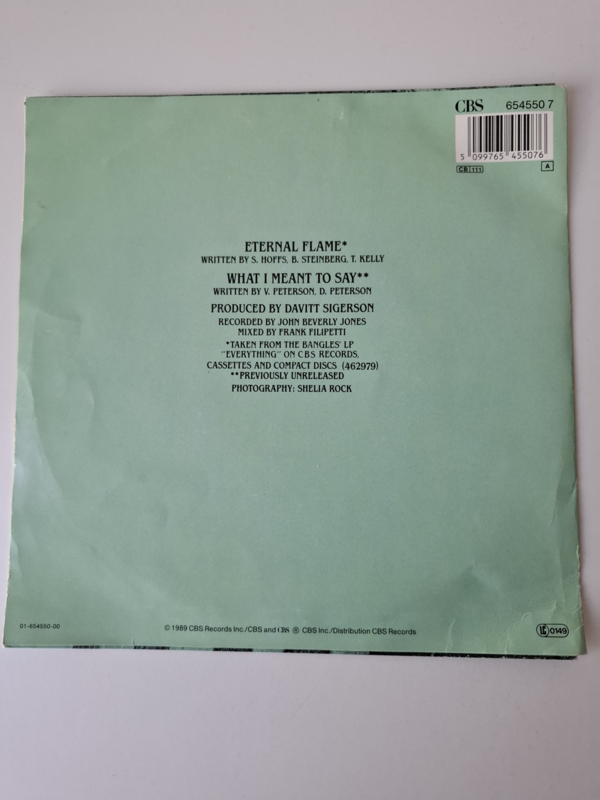 CBS 654550 7
5 099765 455076
CB 111
A
ETERNAL FLAME*
WRITTEN BY S. HOFFS, B. STEINBERG, T. KELLY
WHAT I MEANT TO SAY**
WRITTEN BY V. PETERSON, D. PETERSON
PRODUCED BY DAVITT SIGERSON
RECORDED BY JOHN BEVERLY JONES
MIXED BY FRANK FILIPETTI
*TAKEN FROM THE BANGLES' LP
"EVERYTHING" ON CBS RECORDS,
CASSETTES AND COMPACT DISCS (462979)
**PREVIOUSLY UNRELEASED
PHOTOGRAPHY: SHELIA ROCK
01-654550-00
© 1989 CBS Records Inc./CBS and CBS ® CBS Inc./Distribution CBS Records
LC 0149